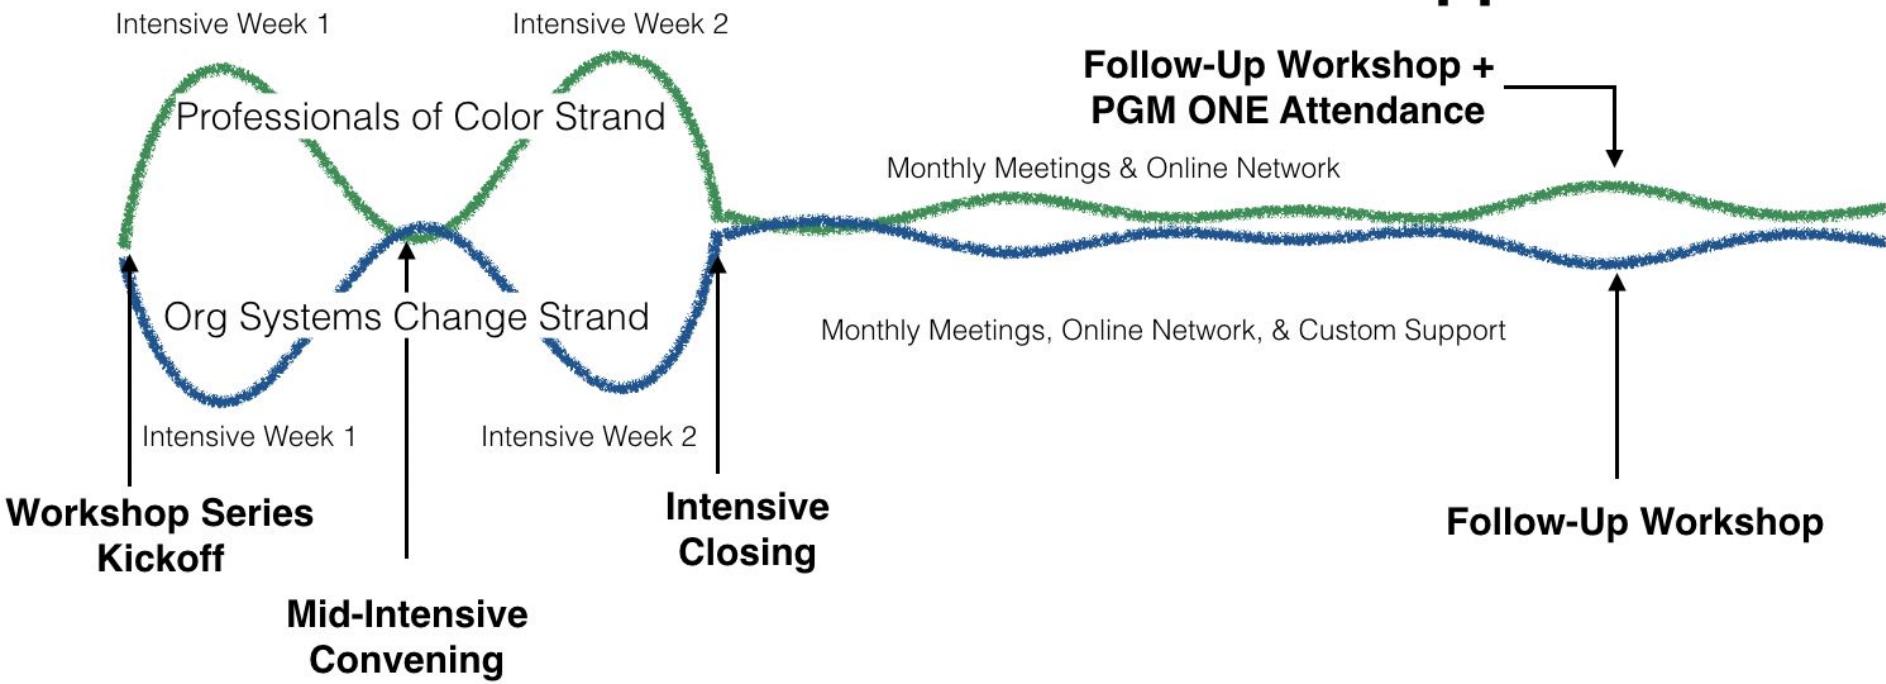 Intensive Week 1
Intensive Week 2
Follow-Up Workshop +
PGM ONE Attendance
Professionals of Color Strand
Monthly Meetings & Online Network
Org Systems Change Strand
Monthly Meetings, Online Network, & Custom Support
Intensive Week 1
Intensive Week 2
Workshop Series
Kickoff
Intensive
Closing
Follow-Up Workshop
Mid-Intensive
Convening